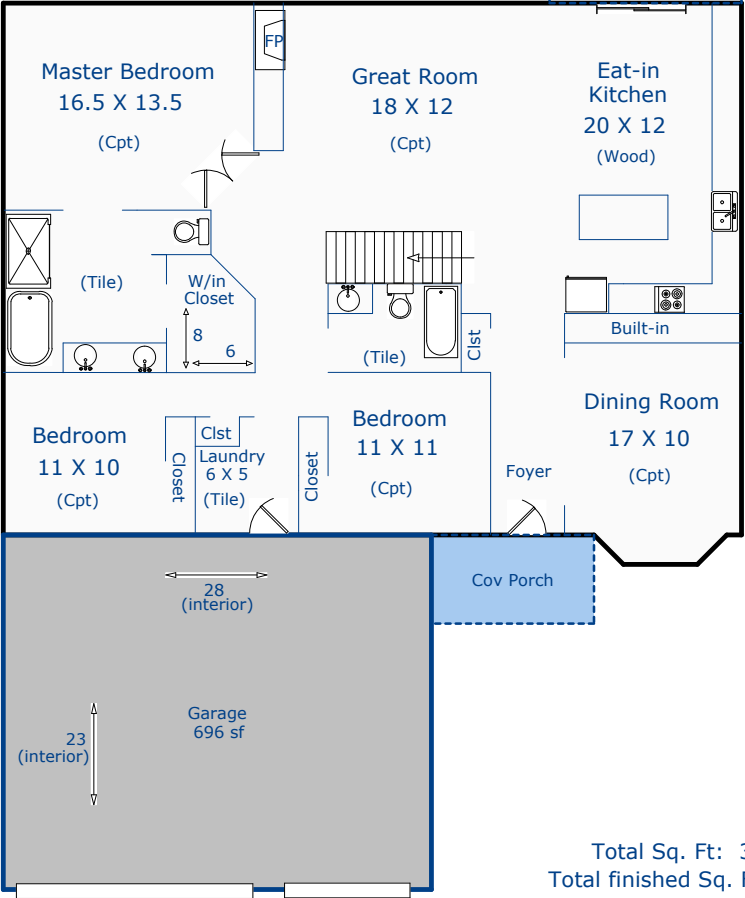 FP
Master Bedroom
16.5 X 13.5
(Cpt)
Great Room
18 X 12
(Cpt)
Eat-in
Kitchen
20 X 12
(Wood)
(Tile)
W/in
Closet
8
6
(Tile)
Clst
Built-in
Bedroom
11 X 10
(Cpt)
Closet
Clst
Laundry
6 X 5
(Tile)
Closet
Bedroom
11 X 11
(Cpt)
Foyer
Dining Room
17 X 10
(Cpt)
28
(interior)
Cov Porch
Garage
696 sf
23
(interior)
Total Sq. Ft:
Total finished Sq.